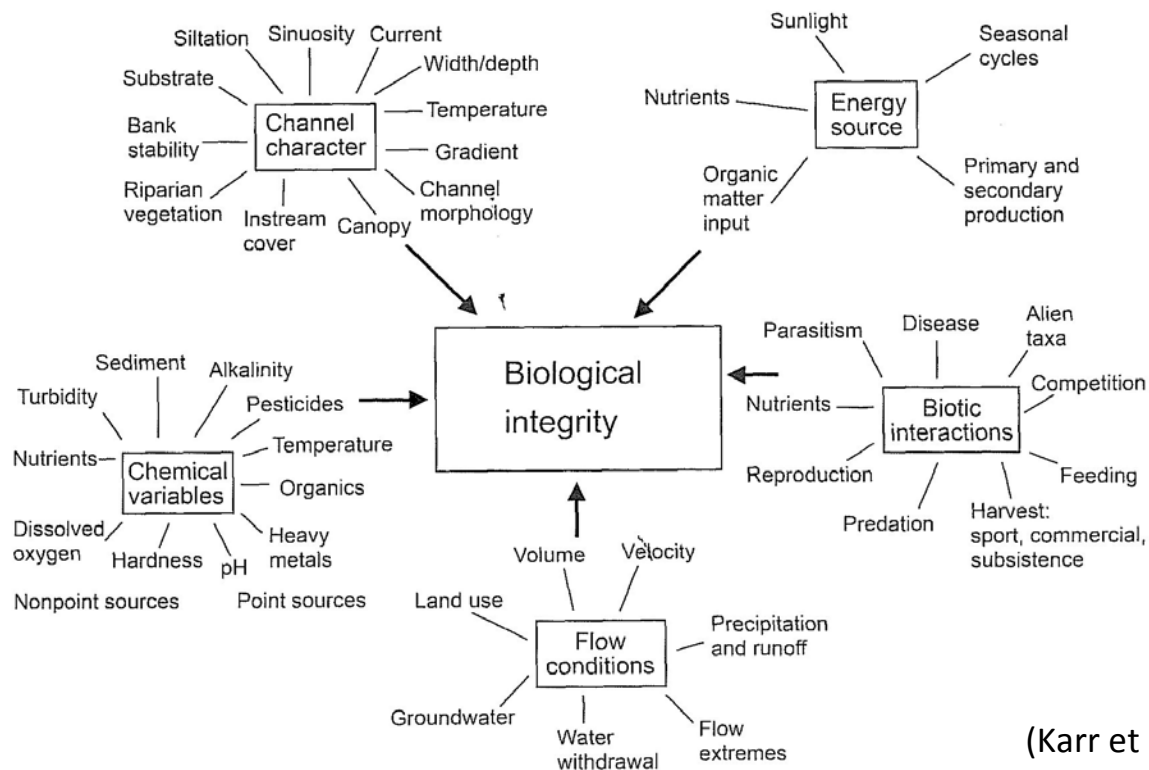 Siltation
Sinuosity
Current
Width/depth
Substrate
Temperature
Channel
character
Bank
stability
Gradient
Riparian
vegetation
Instream
cover
Canopy
Channel
morphology
Sunlight
Seasonal
cycles
Nutrients
Energy
source
Organic
matter
input
Primary and
secondary
production
Biological
integrity
Sediment
Alkalinity
Turbidity
Pesticides
Nutrients
Temperature
Chemical
variables
Organics
Dissolved
oxygen
Hardness
pH
Heavy
metals
Nonpoint sources
Point sources
Parasitism
Disease
Alien
taxa
Competition
Nutrients
Biotic
interactions
Reproduction
Feeding
Predation
Harvest:
sport, commercial,
subsistence
Volume
Velocity
Land use
Precipitation
and runoff
Flow
conditions
Groundwater
Water
withdrawal
Flow
extremes
(Karr et